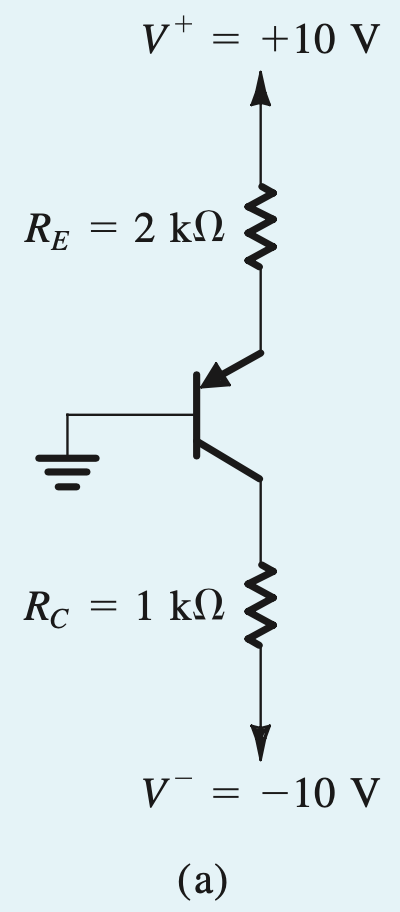 V⁺ = +10 V
R_E = 2 kΩ
R_C = 1 kΩ
V⁻ = −10 V
(a)